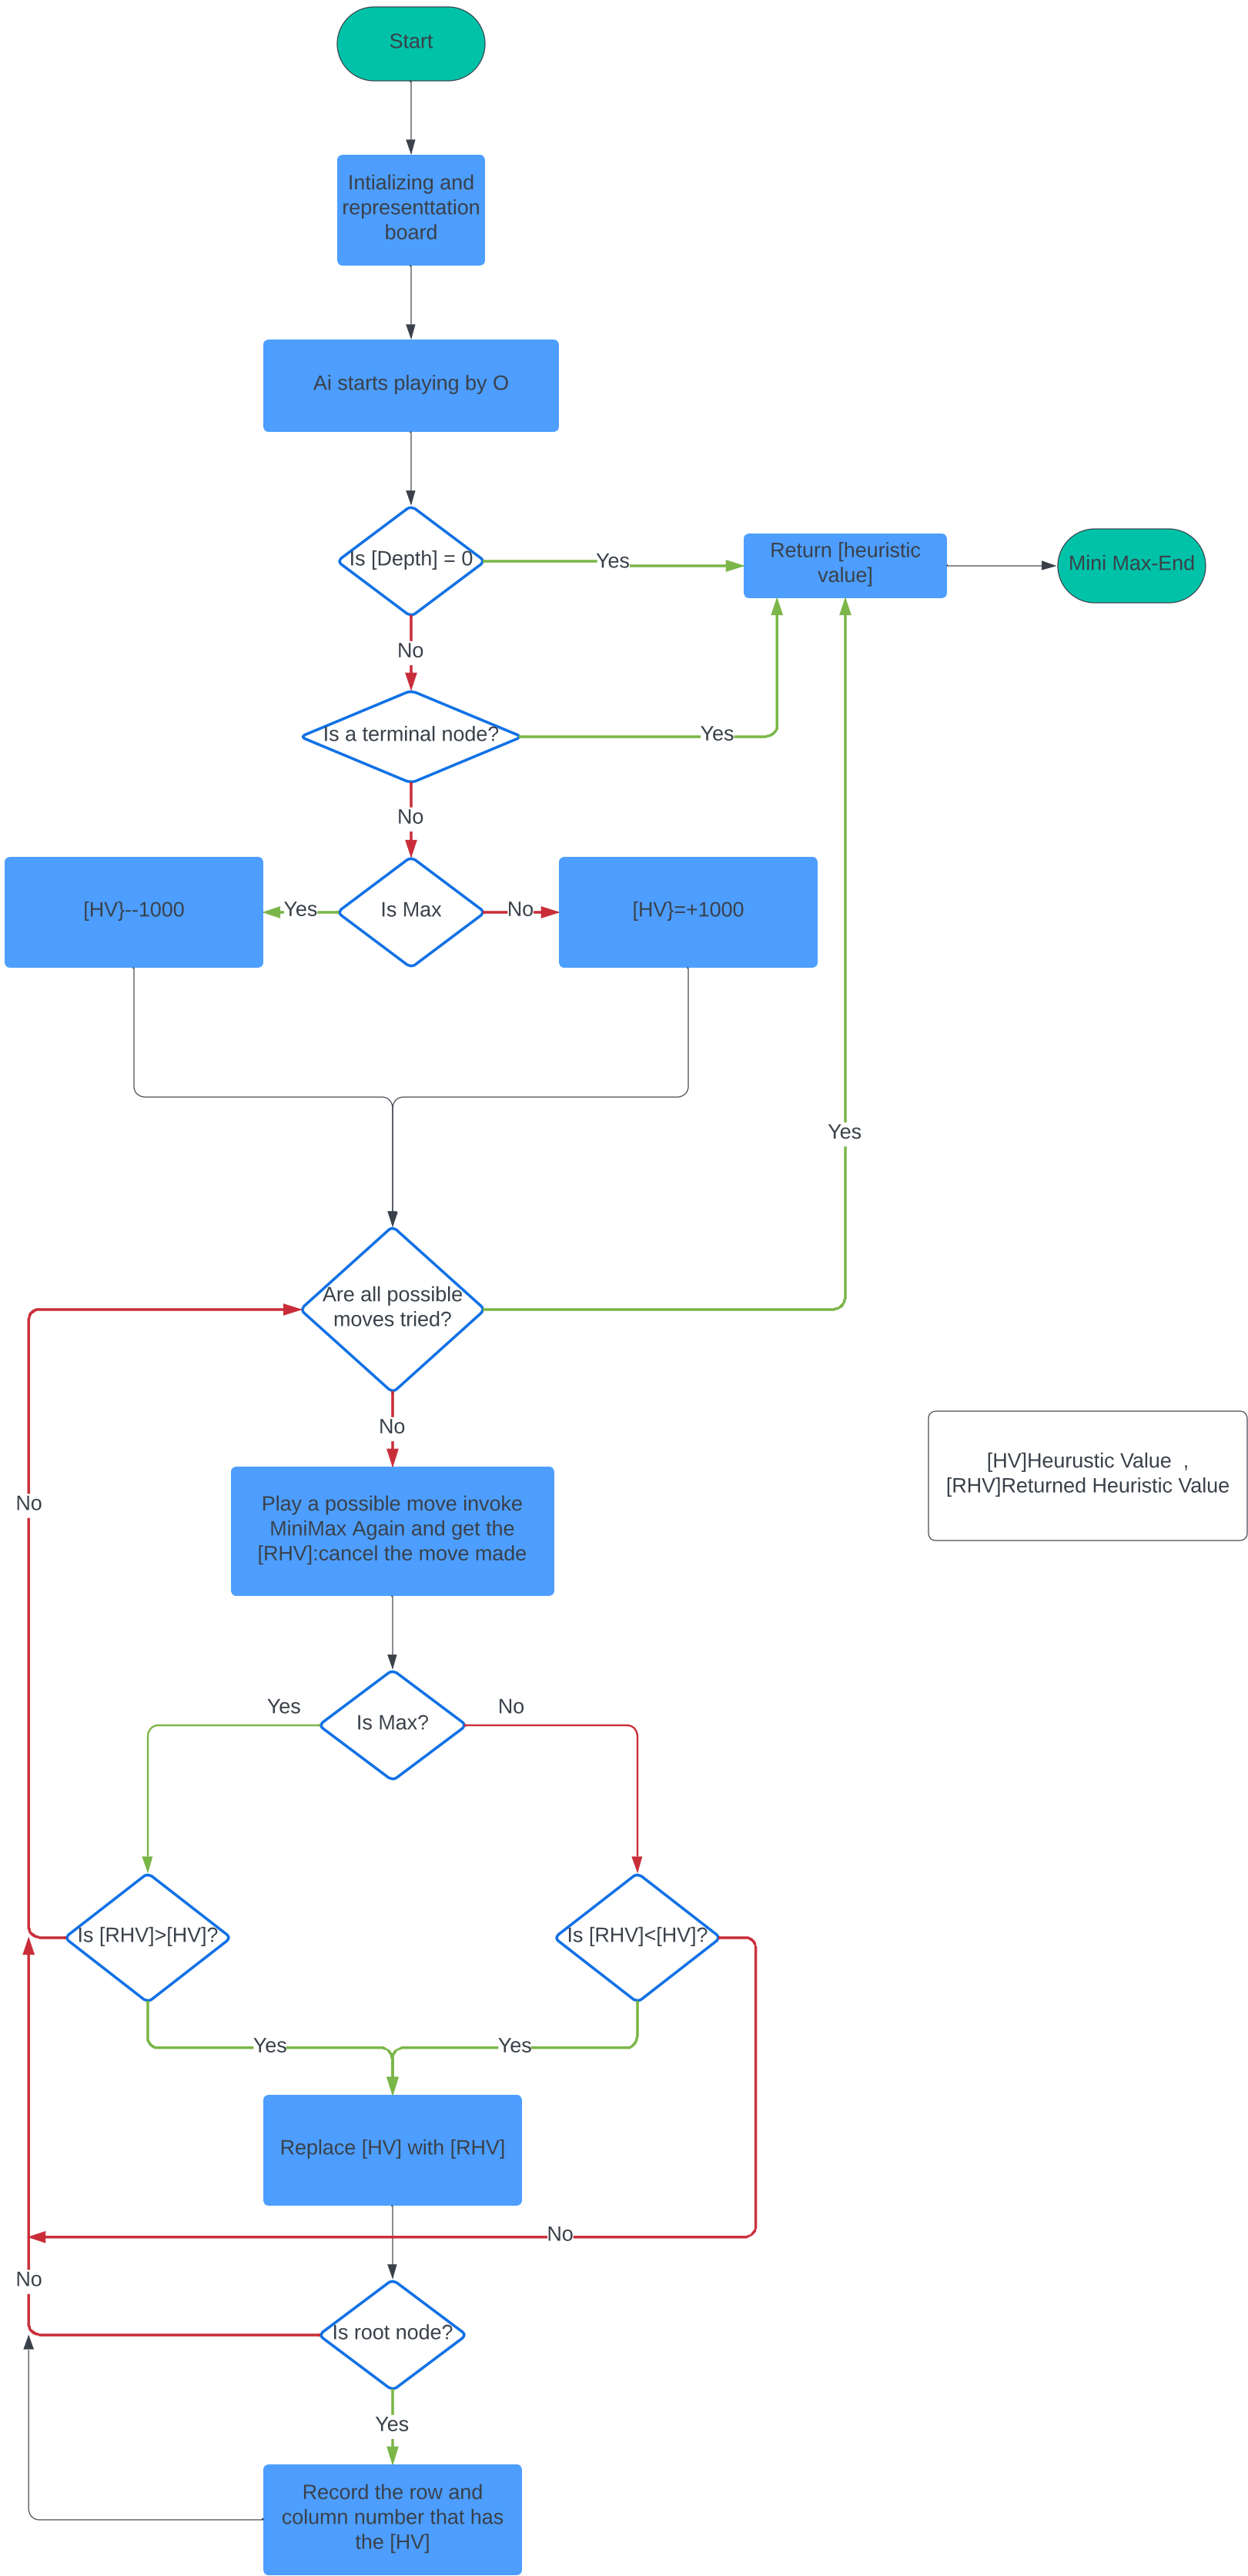 Start
Intializing and
representtation
board
Ai starts playing by O
Is [Depth] = 0
Yes
Return [heuristic
value]
Mini Max-End
No
Is a terminal node?
Yes
No
[HV}--1000
Yes
Is Max
No
[HV}=+1000
Yes
Are all possible
moves tried?
No
[HV]Heurustic Value  ,
[RHV]Returned Heuristic Value
No
Play a possible move invoke
MiniMax Again and get the
[RHV]:cancel the move made
Yes
Is Max?
No
Is [RHV]>[HV]?
Is [RHV]<[HV]?
Yes
Yes
Replace [HV] with [RHV]
No
No
Is root node?
Yes
Record the row and
column number that has
the [HV]